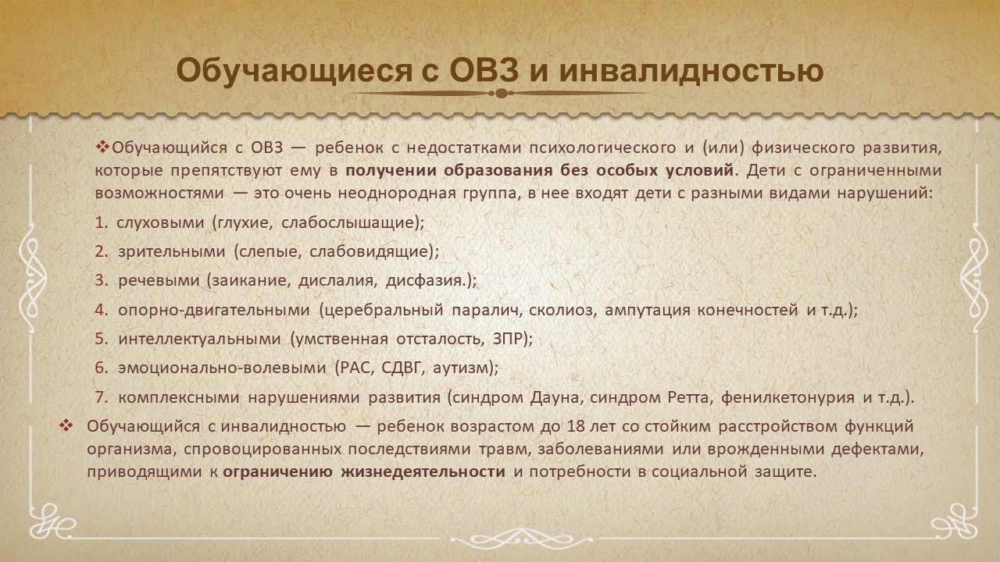 Обучающиеся с ОВЗ и инвалидностью
❖Обучающийся с ОВЗ — ребенок с недостатками психологического и (или) физического развития,
которые препятствуют ему в получении образования без особых условий. Дети с ограниченными
возможностями — это очень неоднородная группа, в нее входят дети с разными видами нарушений:
1. слуховыми (глухие, слабослышащие);
2. зрительными (слепые, слабовидящие);
3. речевыми (заикание, дислалия, дисфазия.);
4. опорно-двигательными (церебральный паралич, сколиоз, ампутация конечностей и т.д.);
5. интеллектуальными (умственная отсталость, ЗПР);
6. эмоционально-волевыми (РАС, СДВГ, аутизм);
7. комплексными нарушениями развития (синдром Дауна, синдром Ретта, фенилкетонурия и т.д.).
❖ Обучающийся с инвалидностью — ребенок возрастом до 18 лет со стойким расстройством функций
организма, спровоцированных последствиями травм, заболеваниями или врожденными дефектами,
приводящими к ограничению жизнедеятельности и потребности в социальной защите.